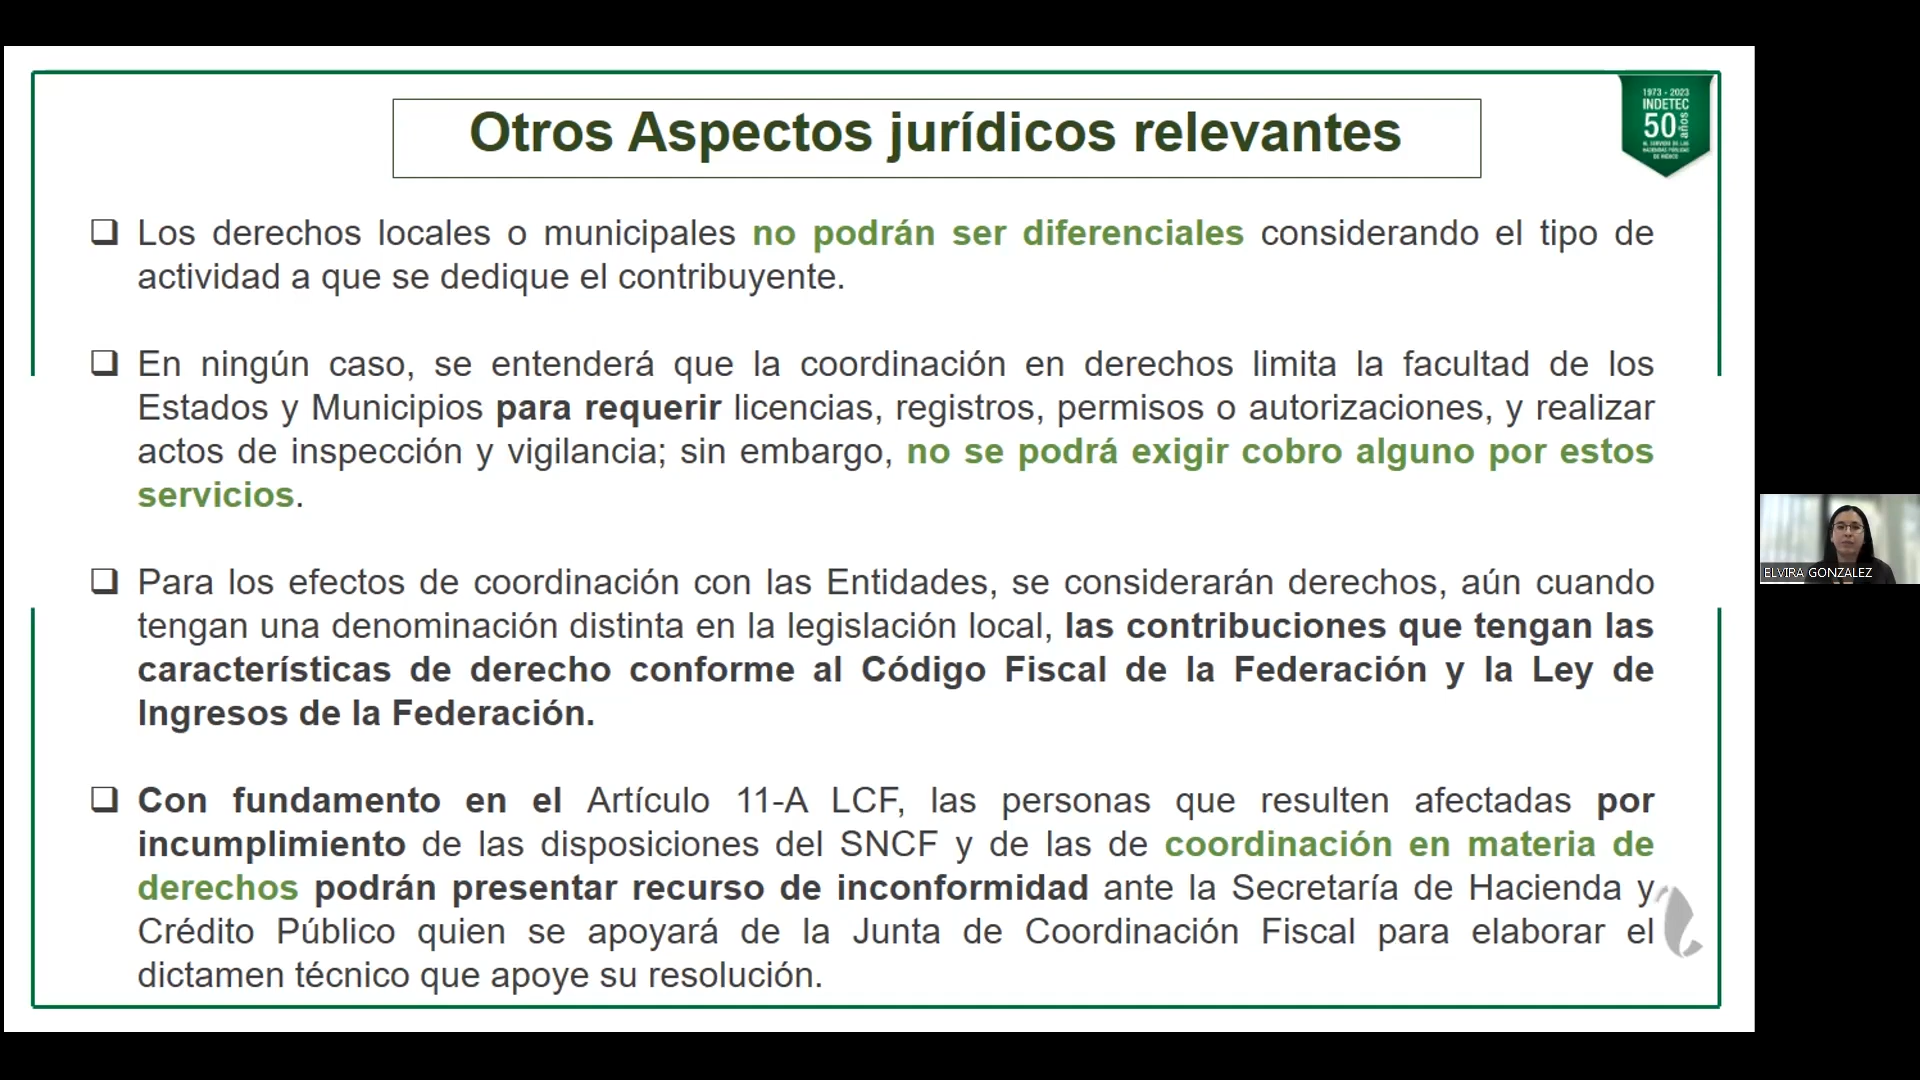 Otros Aspectos jurídicos relevantes
1973 - 2023
INDETEC
50 años
AL SERVICIO DE LAS
HACIENDAS PÚBLICAS
DE MÉXICO
❑ Los derechos locales o municipales no podrán ser diferenciales considerando el tipo de
actividad a que se dedique el contribuyente.
❑ En ningún caso, se entenderá que la coordinación en derechos limita la facultad de los
Estados y Municipios para requerir licencias, registros, permisos o autorizaciones, y realizar
actos de inspección y vigilancia; sin embargo, no se podrá exigir cobro alguno por estos
servicios.
❑ Para los efectos de coordinación con las Entidades, se considerarán derechos, aún cuando
tengan una denominación distinta en la legislación local, las contribuciones que tengan las
características de derecho conforme al Código Fiscal de la Federación y la Ley de
Ingresos de la Federación.
❑ Con fundamento en el Artículo 11-A LCF, las personas que resulten afectadas por
incumplimiento de las disposiciones del SNCF y de las de coordinación en materia de
derechos podrán presentar recurso de inconformidad ante la Secretaría de Hacienda y
Crédito Público quien se apoyará de la Junta de Coordinación Fiscal para elaborar el
dictamen técnico que apoye su resolución.
ELVIRA GONZALEZ